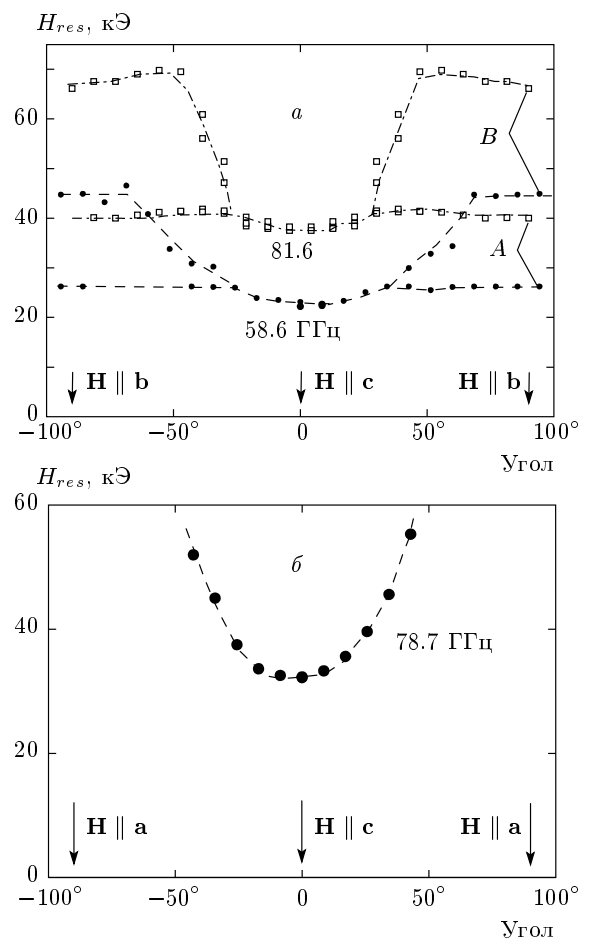 H_res, кЭ
60
40
20
0
а
B
A
81.6
58.6 ГГц
H ∥ b
H ∥ c
H ∥ b
−100° −50° 0 50° 100°
Угол
H_res, кЭ
60
40
20
0
б
78.7 ГГц
H ∥ a
H ∥ c
H ∥ a
−100° −50° 0 50° 100°
Угол